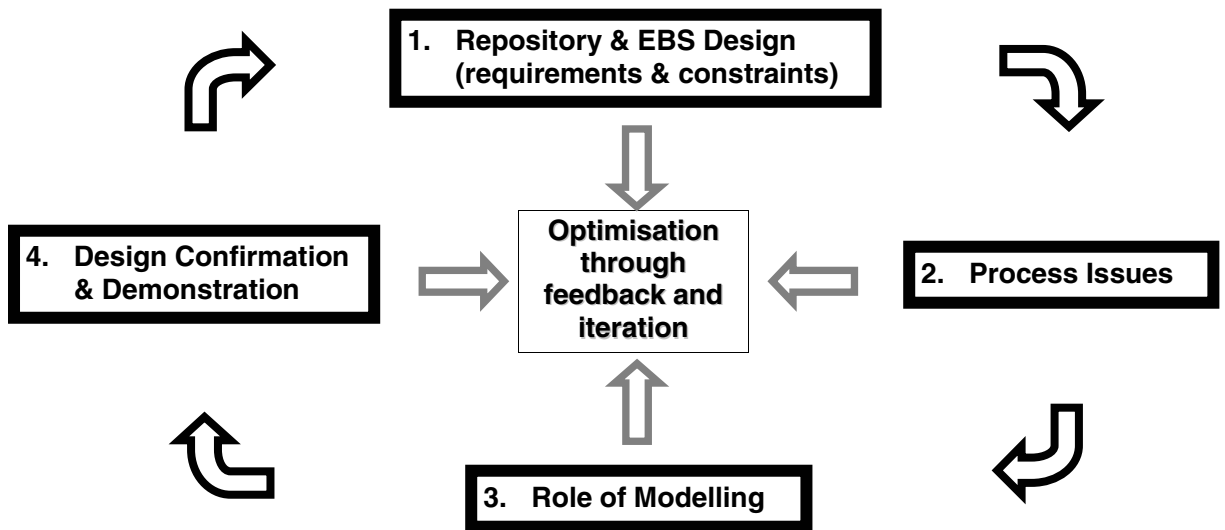 1. Repository & EBS Design
(requirements & constraints)
4. Design Confirmation
& Demonstration
Optimisation
through
feedback and
iteration
2. Process Issues
3. Role of Modelling